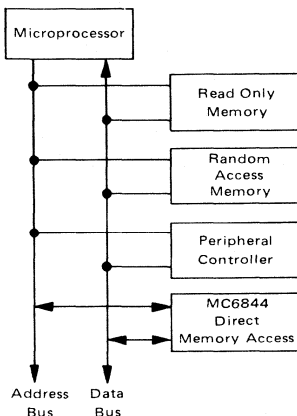 Microprocessor
Read Only
Memory
Random
Access
Memory
Peripheral
Controller
MC6844
Direct
Memory Access
Address
Bus
Data
Bus